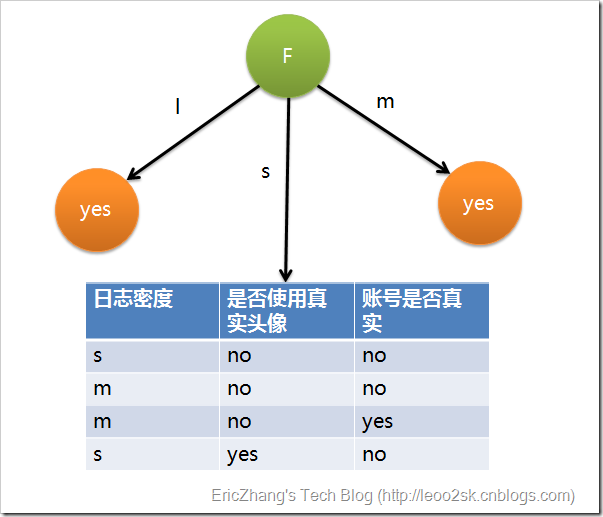 F
l
m
s
yes
yes
日志密度 是否使用真 账号是否真
实头像 实
s no no
m no no
m no yes
s yes no
EricZhang's Tech Blog (http://leoo2sk.cnblogs.com)